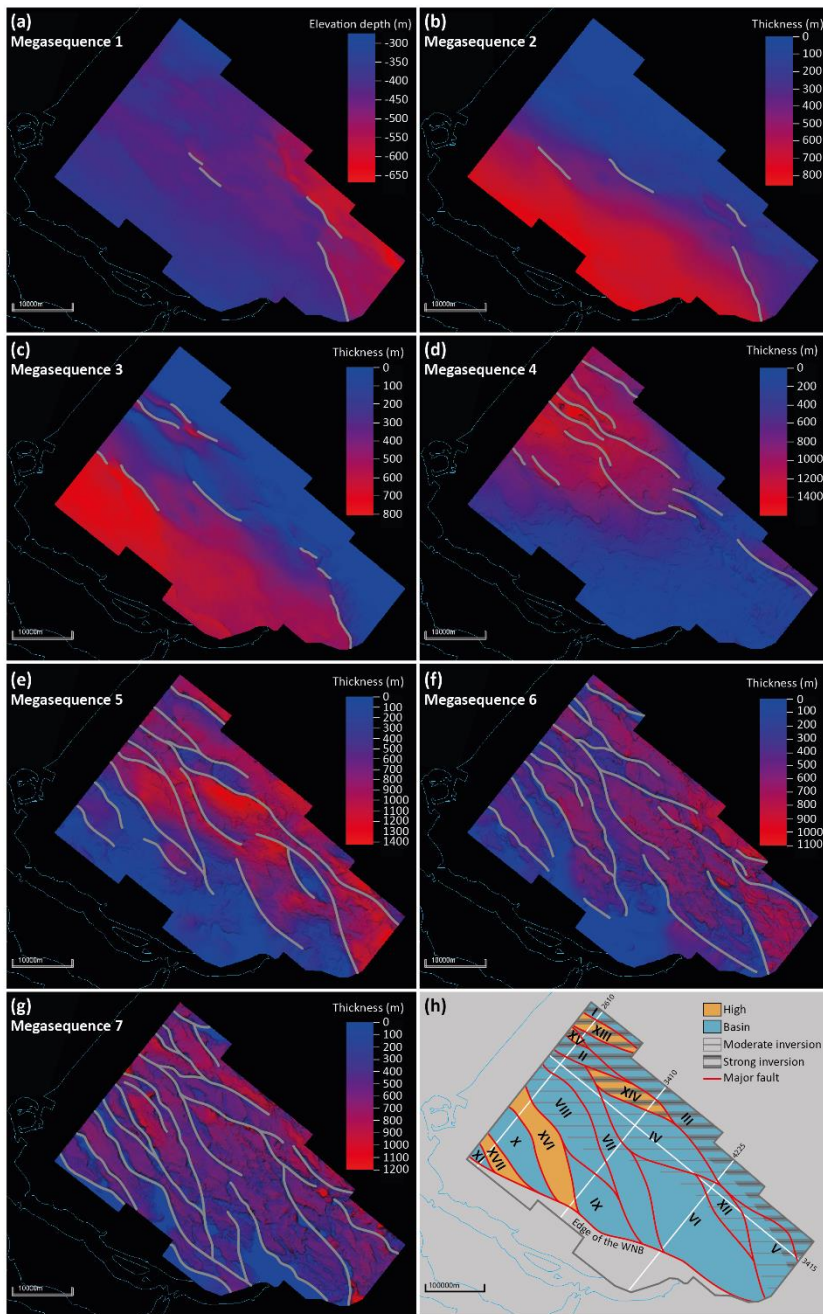 (a)
Megasequence 1
Elevation depth (m)
-300
-350
-400
-450
-500
-550
-600
-650
10000m
(b)
Megasequence 2
Thickness (m)
0
100
200
300
400
500
600
700
800
10000m
(c)
Megasequence 3
Thickness (m)
0
100
200
300
400
500
600
700
800
10000m
(d)
Megasequence 4
Thickness (m)
0
200
400
600
800
1000
1200
1400
10000m
(e)
Megasequence 5
Thickness (m)
0
100
200
300
400
500
600
700
800
900
1000
1100
1200
1300
1400
10000m
(f)
Megasequence 6
Thickness (m)
0
100
200
300
400
500
600
700
800
900
1000
1100
10000m
(g)
Megasequence 7
Thickness (m)
0
100
200
300
400
500
600
700
800
900
1000
1100
1200
10000m
(h)
High
Basin
Moderate inversion
Strong inversion
Major fault
2610
I
XIII
XV
II
3410
XIV
III
VIII
IV
VII
4225
X
XVI
XI
XVII
IX
XII
VI
V
3415
Edge of the WNB
100000m